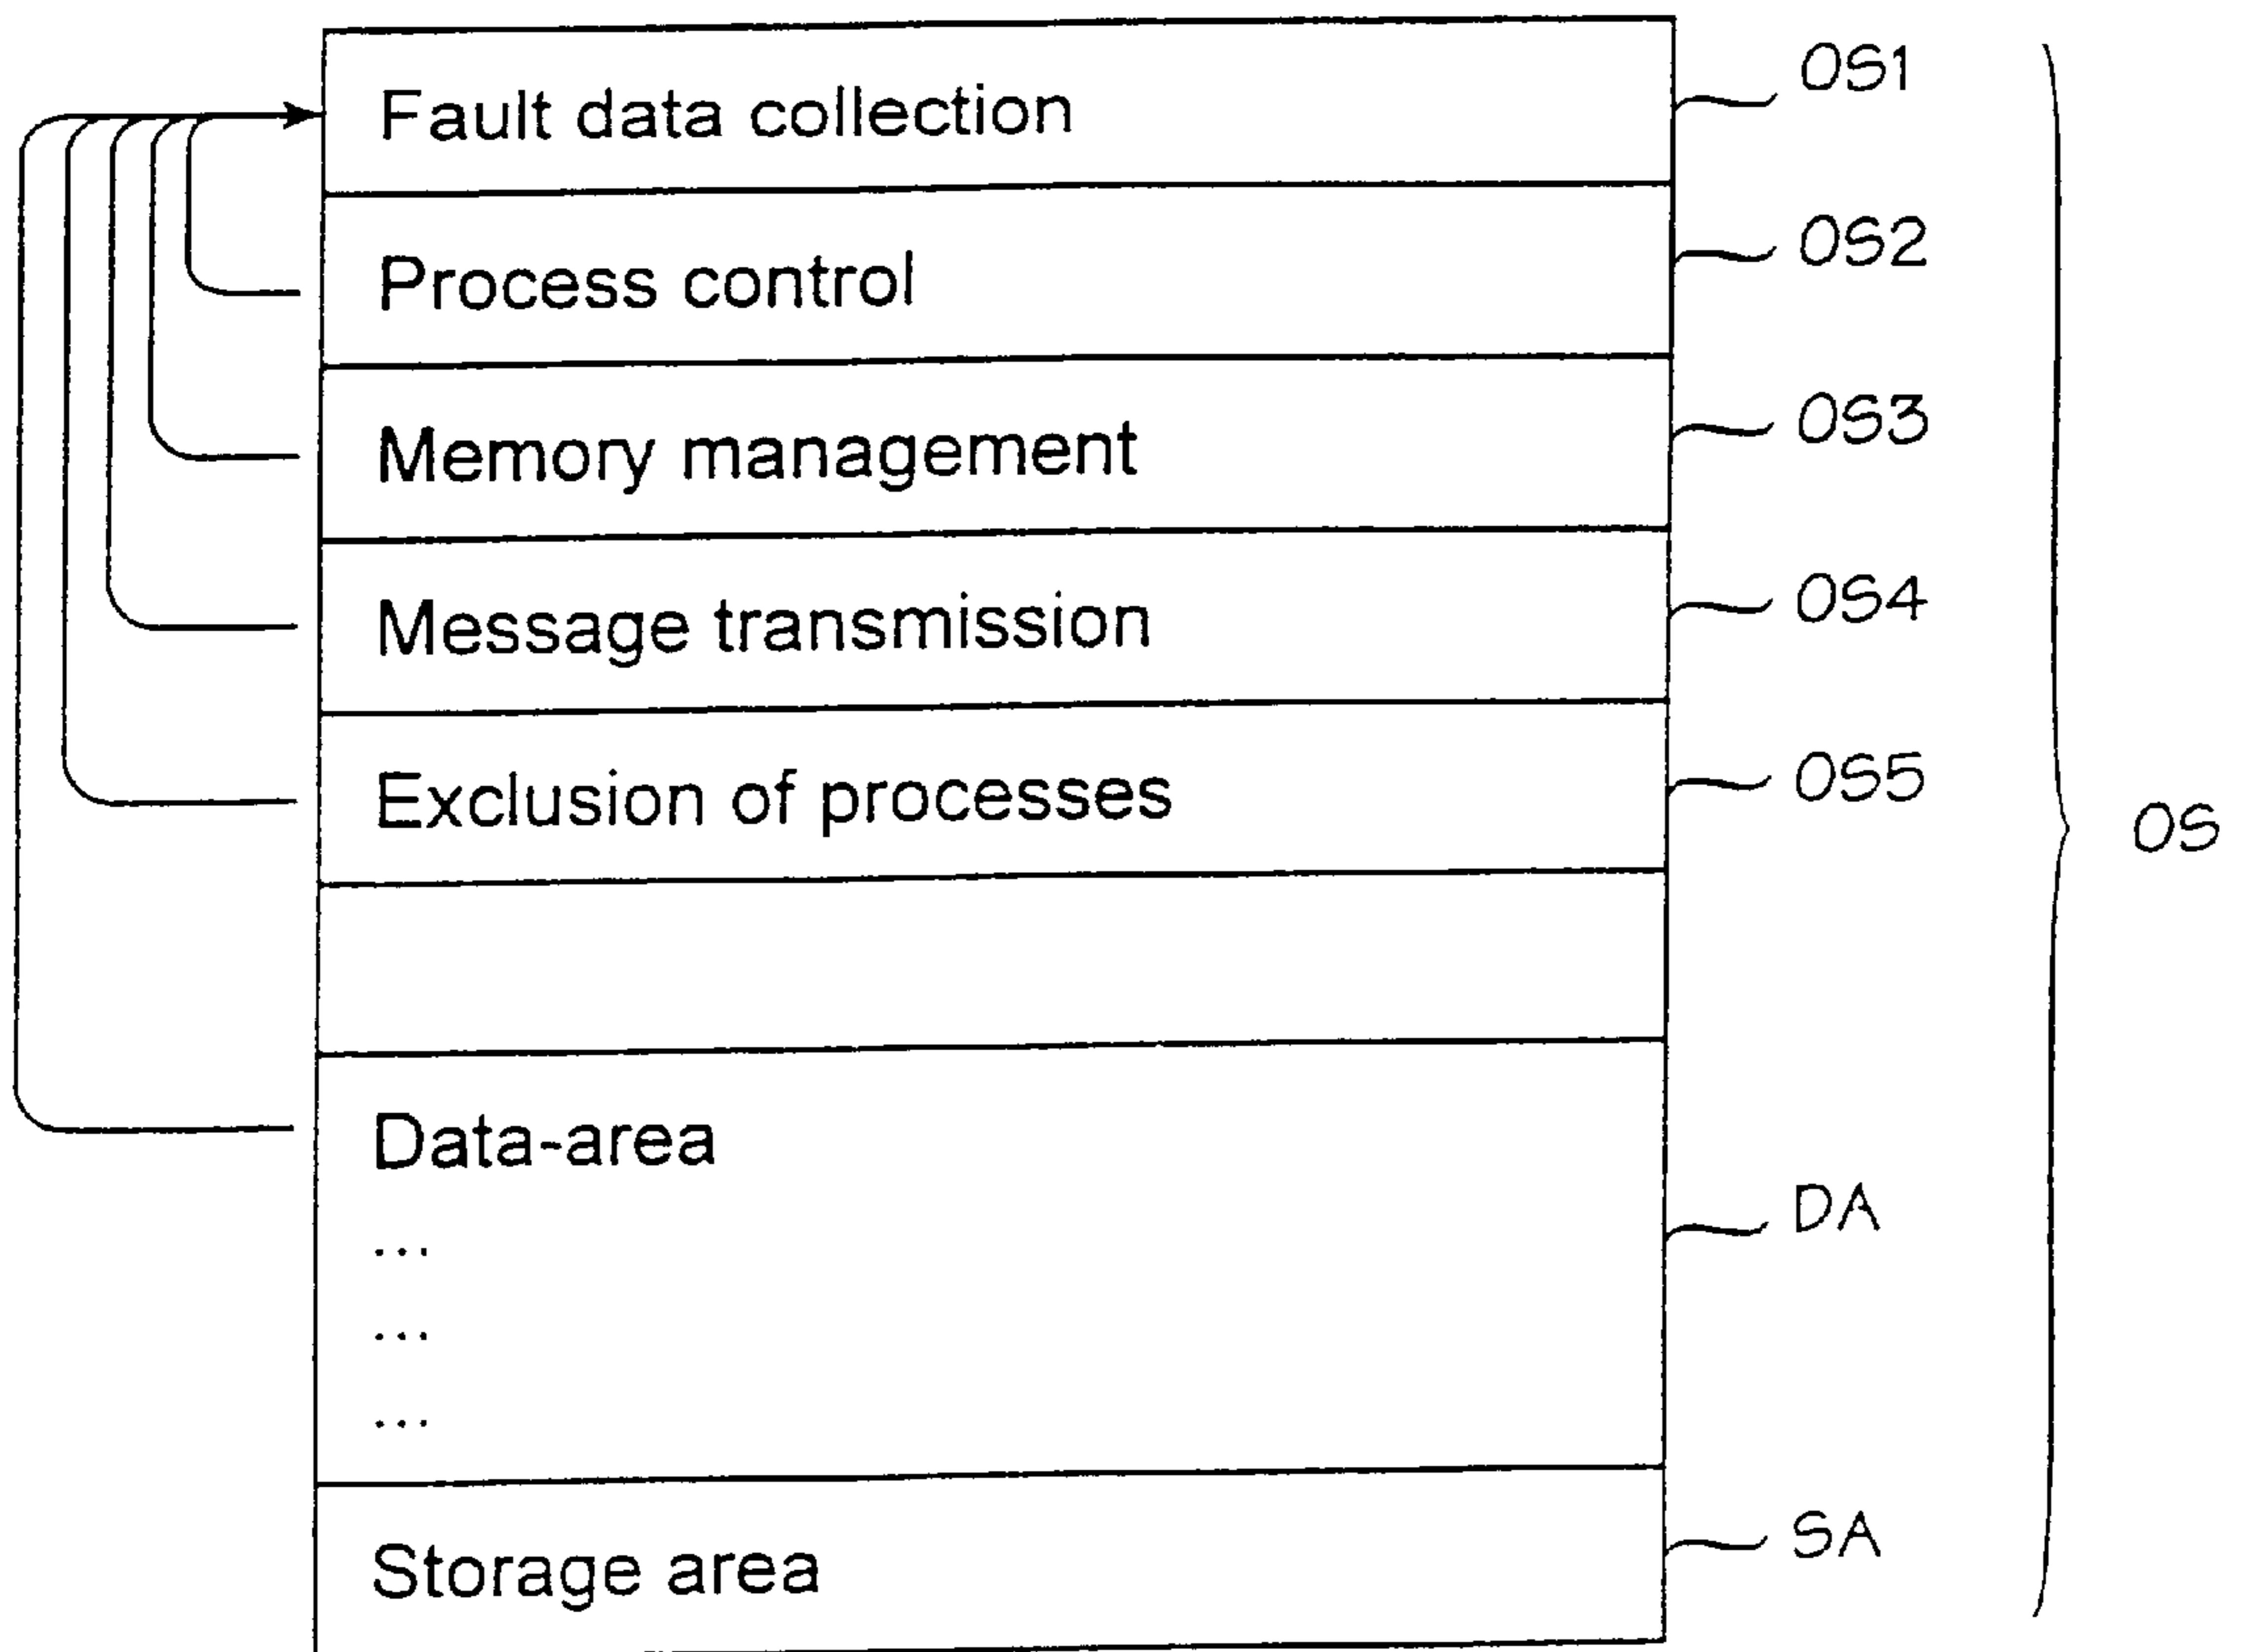 Fault data collection
OS1
Process control
OS2
Memory management
OS3
Message transmission
OS4
Exclusion of processes
OS5
OS
Data-area
DA
...
...
...
Storage area
SA